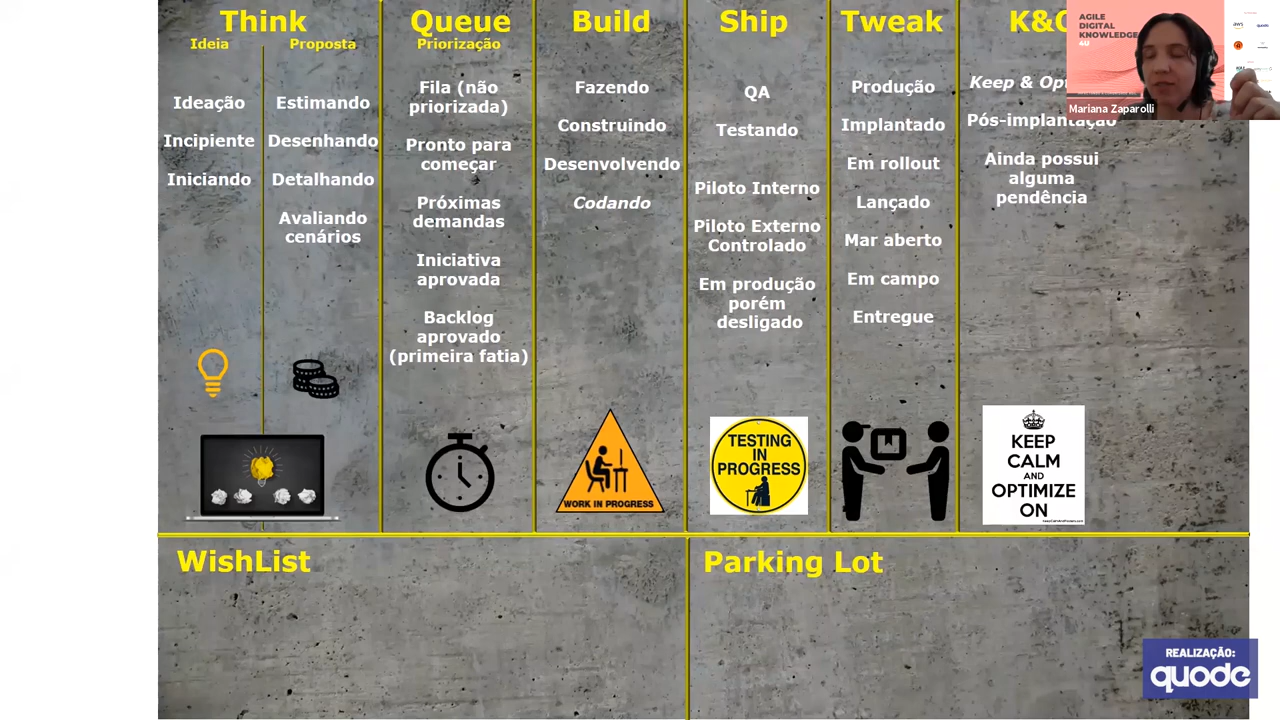 Think
Ideia
Proposta
Ideação
Incipiente
Iniciando
Estimando
Desenhando
Detalhando
Avaliando
cenários
Queue
Priorização
Fila (não
priorizada)
Pronto para
começar
Próximas
demandas
Iniciativa
aprovada
Backlog
aprovado
(primeira fatia)
Build
Fazendo
Construindo
Desenvolvendo
Codando
WORK IN PROGRESS
Ship
QA
Testando
Piloto Interno
Piloto Externo
Controlado
Em produção
porém
desligado
TESTING
IN
PROGRESS
Tweak
Produção
Implantado
Em rollout
Lançado
Mar aberto
Em campo
Entregue
Keep &
Pós-implantação
Ainda possui
alguma
pendência
KEEP
CALM
AND
OPTIMIZE
ON
AGILE
DIGITAL
KNOWLEDGE
4U
aws
quode
Mariana Zaparolli
WishList
Parking Lot
REALIZAÇÃO:
quode